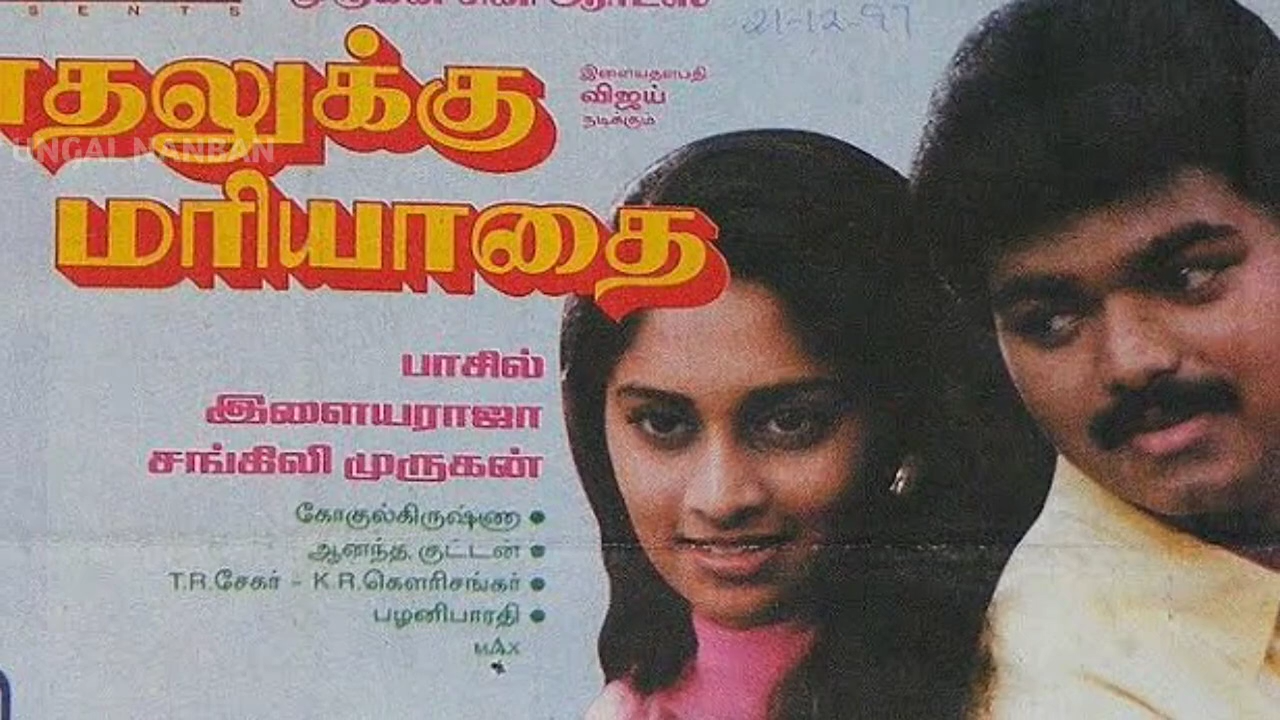 SENTS
21-12-97
ாதலுக்கு
இளையதளபதி
விஜய்
நடிக்கும்
UNGAL NANBAN
மரியாதை
பாசில்
இளையராஜா
சங்கிலி முருகன்
கோகுல்கிருஷ்ணா
ஆனந்த குட்டன்
T.R.சேகர் - K.R.கௌரிசங்கர்
பழனிபாரதி
MAX